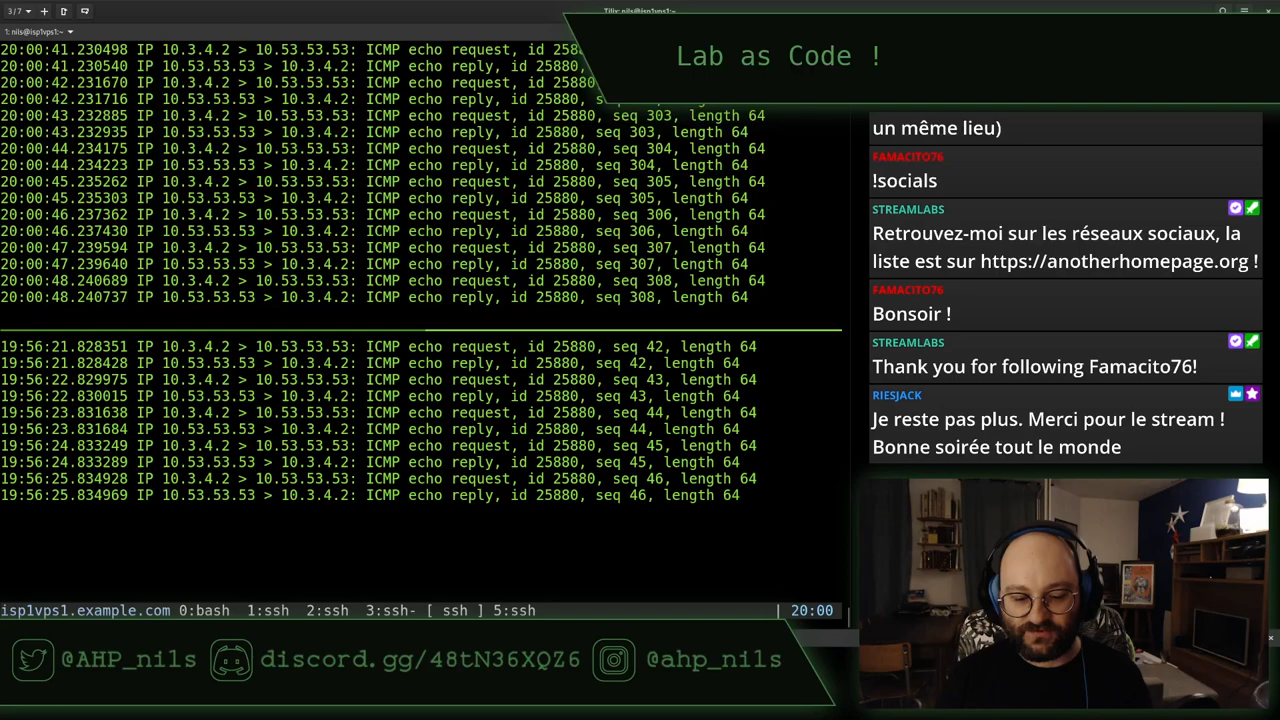 3/7
Tilix: nils@isp1vps1:~
1: nils@isp1vps1:~
20:00:41.230498 IP 10.3.4.2 > 10.53.53.53: ICMP echo request, id 258
20:00:41.230540 IP 10.53.53.53 > 10.3.4.2: ICMP echo reply, id 25880
20:00:42.231670 IP 10.3.4.2 > 10.53.53.53: ICMP echo request, id 2588
20:00:42.231716 IP 10.53.53.53 > 10.3.4.2: ICMP echo reply, id 25880, s
20:00:43.232885 IP 10.3.4.2 > 10.53.53.53: ICMP echo request, id 25880, seq 303, length 64
20:00:43.232935 IP 10.53.53.53 > 10.3.4.2: ICMP echo reply, id 25880, seq 303, length 64
20:00:44.234175 IP 10.3.4.2 > 10.53.53.53: ICMP echo request, id 25880, seq 304, length 64
20:00:44.234223 IP 10.53.53.53 > 10.3.4.2: ICMP echo reply, id 25880, seq 304, length 64
20:00:45.235262 IP 10.3.4.2 > 10.53.53.53: ICMP echo request, id 25880, seq 305, length 64
20:00:45.235303 IP 10.53.53.53 > 10.3.4.2: ICMP echo reply, id 25880, seq 305, length 64
20:00:46.237362 IP 10.3.4.2 > 10.53.53.53: ICMP echo request, id 25880, seq 306, length 64
20:00:46.237430 IP 10.53.53.53 > 10.3.4.2: ICMP echo reply, id 25880, seq 306, length 64
20:00:47.239594 IP 10.3.4.2 > 10.53.53.53: ICMP echo request, id 25880, seq 307, length 64
20:00:47.239640 IP 10.53.53.53 > 10.3.4.2: ICMP echo reply, id 25880, seq 307, length 64
20:00:48.240689 IP 10.3.4.2 > 10.53.53.53: ICMP echo request, id 25880, seq 308, length 64
20:00:48.240737 IP 10.53.53.53 > 10.3.4.2: ICMP echo reply, id 25880, seq 308, length 64
19:56:21.828351 IP 10.3.4.2 > 10.53.53.53: ICMP echo request, id 25880, seq 42, length 64
19:56:21.828428 IP 10.53.53.53 > 10.3.4.2: ICMP echo reply, id 25880, seq 42, length 64
19:56:22.829975 IP 10.3.4.2 > 10.53.53.53: ICMP echo request, id 25880, seq 43, length 64
19:56:22.830015 IP 10.53.53.53 > 10.3.4.2: ICMP echo reply, id 25880, seq 43, length 64
19:56:23.831638 IP 10.3.4.2 > 10.53.53.53: ICMP echo request, id 25880, seq 44, length 64
19:56:23.831684 IP 10.53.53.53 > 10.3.4.2: ICMP echo reply, id 25880, seq 44, length 64
19:56:24.833249 IP 10.3.4.2 > 10.53.53.53: ICMP echo request, id 25880, seq 45, length 64
19:56:24.833289 IP 10.53.53.53 > 10.3.4.2: ICMP echo reply, id 25880, seq 45, length 64
19:56:25.834928 IP 10.3.4.2 > 10.53.53.53: ICMP echo request, id 25880, seq 46, length 64
19:56:25.834969 IP 10.53.53.53 > 10.3.4.2: ICMP echo reply, id 25880, seq 46, length 64
isp1vps1.example.com 0:bash 1:ssh 2:ssh 3:ssh- [ ssh ] 5:ssh | 20:00
Lab as Code !
un même lieu)
FAMACITO76
!socials
STREAMLABS
Retrouvez-moi sur les réseaux sociaux, la
liste est sur https://anotherhomepage.org !
FAMACITO76
Bonsoir !
STREAMLABS
Thank you for following Famacito76!
RIESJACK
Je reste pas plus. Merci pour le stream !
Bonne soirée tout le monde
@AHP_nils discord.gg/48tN36XQZ6 @ahp_nils